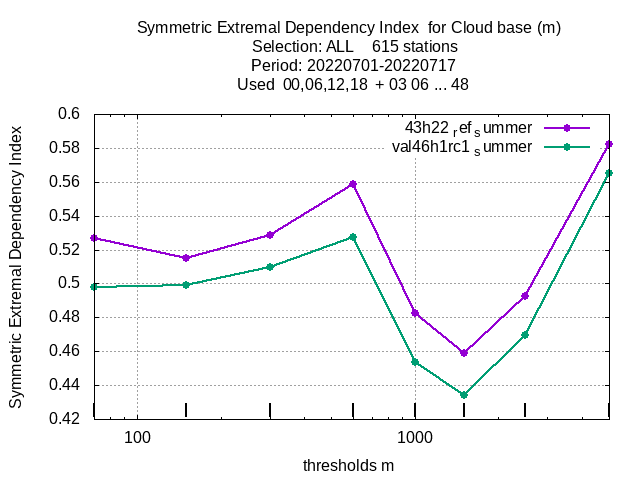 Symmetric Extremal Dependency Index for Cloud base (m)
Selection: ALL 615 stations
Period: 20220701-20220717
Used 00,06,12,18 + 03 06 ... 48
43h22 ref summer
val46h1rc1 summer
Symmetric Extremal Dependency Index
0.6
0.58
0.56
0.54
0.52
0.5
0.48
0.46
0.44
0.42
100 1000
thresholds m